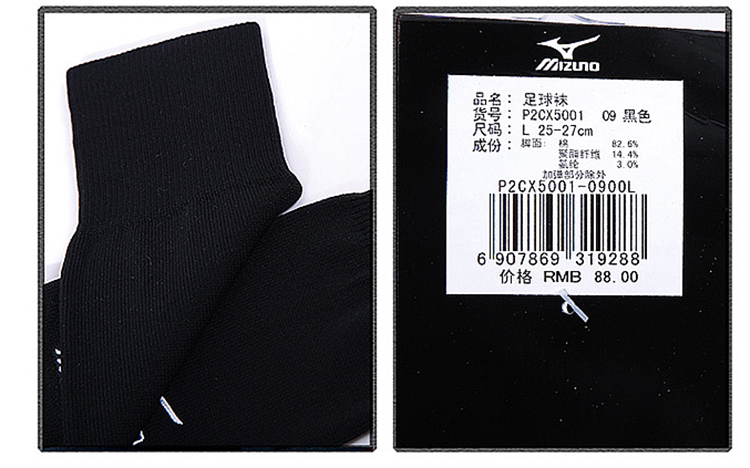 MIZUNO
品名： 足球袜
货号： P2CX5001 09 黑色
尺码： L 25-27cm
成份： 脚面： 棉 82.6%
聚酯纤维 14.4%
氨纶 3.0%
加弹部分除外
P2CX5001-0900L
6 907869 319288
价格 RMB 88.00